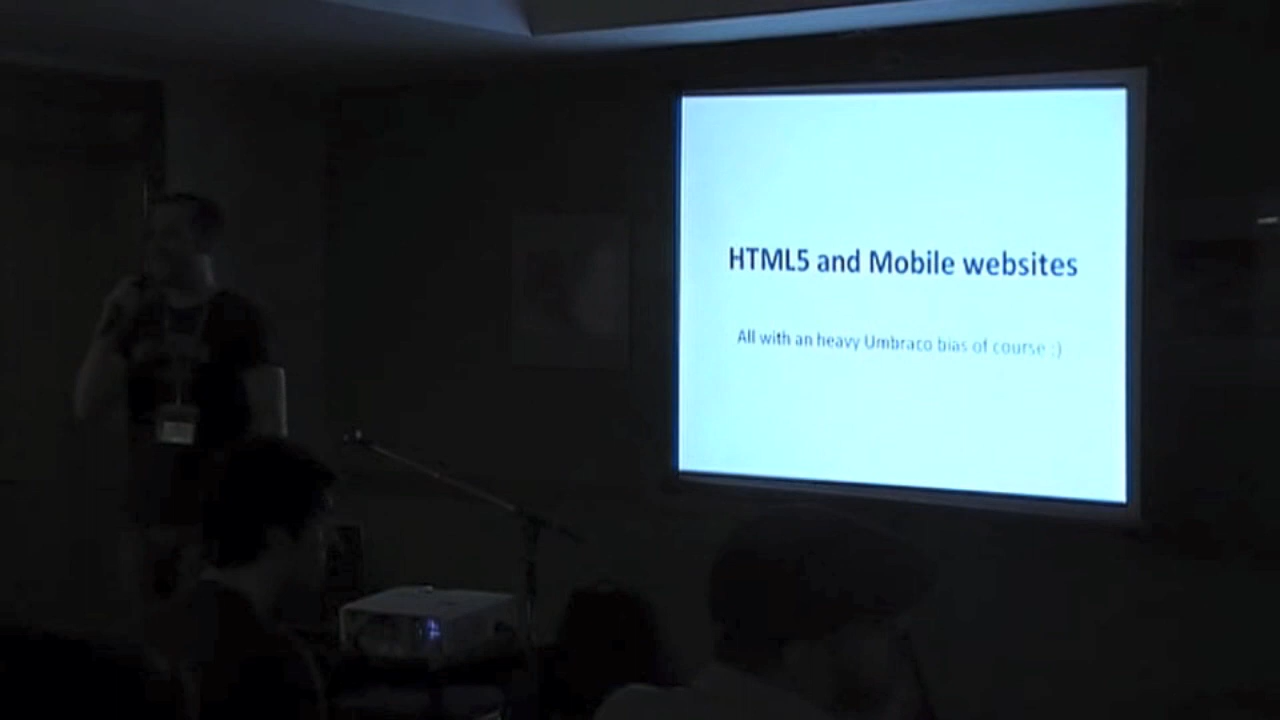 HTML5 and Mobile websites
All with an heavy Umbraco bias of course :)